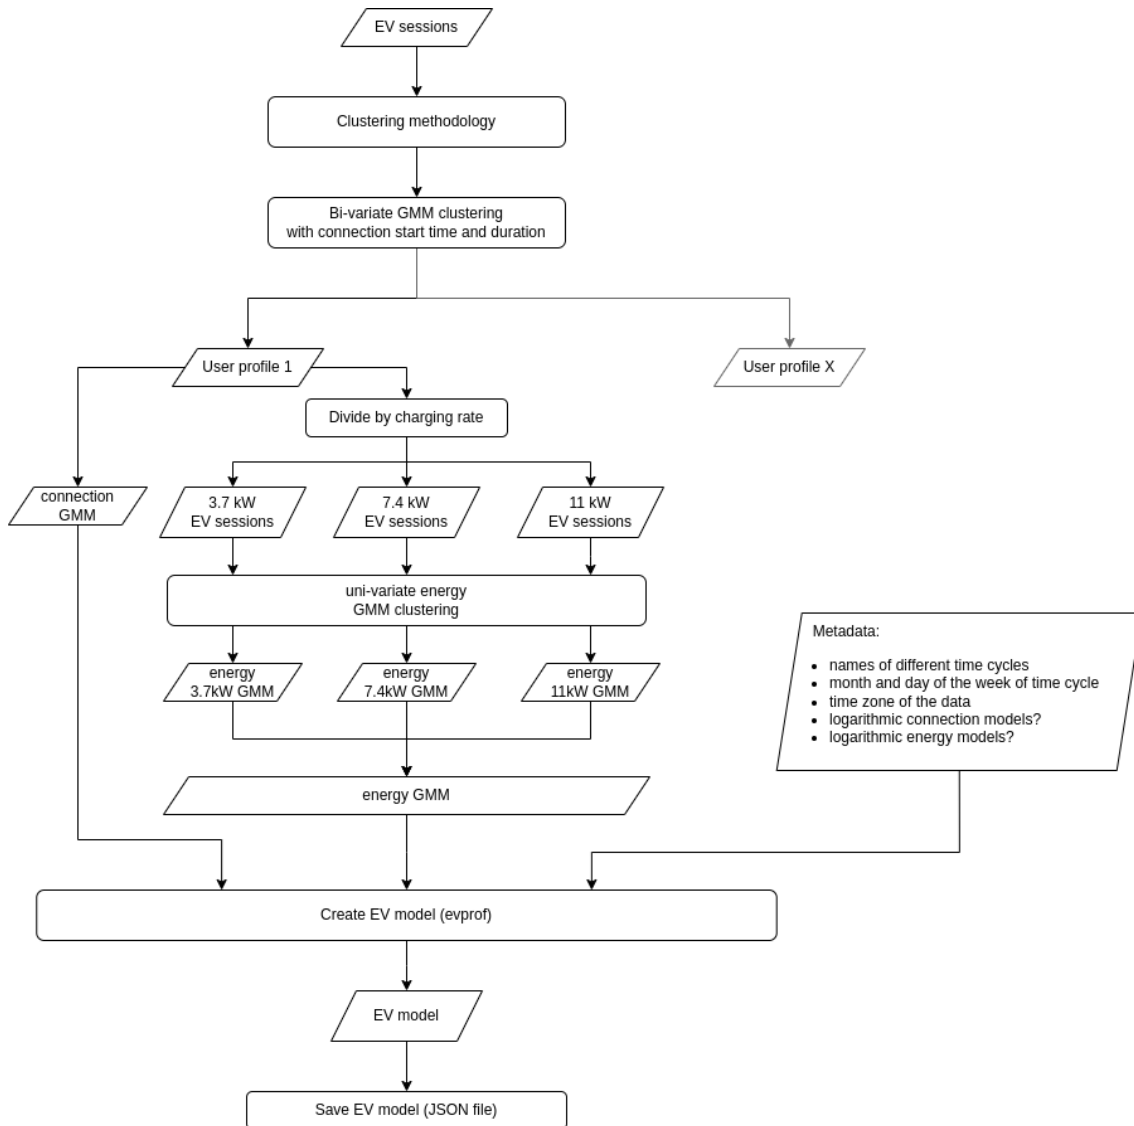 EV sessions
Clustering methodology
Bi-variate GMM clustering
with connection start time and duration
User profile 1
User profile X
Divide by charging rate
connection
GMM
3.7 kW
EV sessions
7.4 kW
EV sessions
11 kW
EV sessions
uni-variate energy
GMM clustering
energy
3.7kW GMM
energy
7.4kW GMM
energy
11kW GMM
Metadata:
• names of different time cycles
• month and day of the week of time cycle
• time zone of the data
• logarithmic connection models?
• logarithmic energy models?
energy GMM
Create EV model (evprof)
EV model
Save EV model (JSON file)